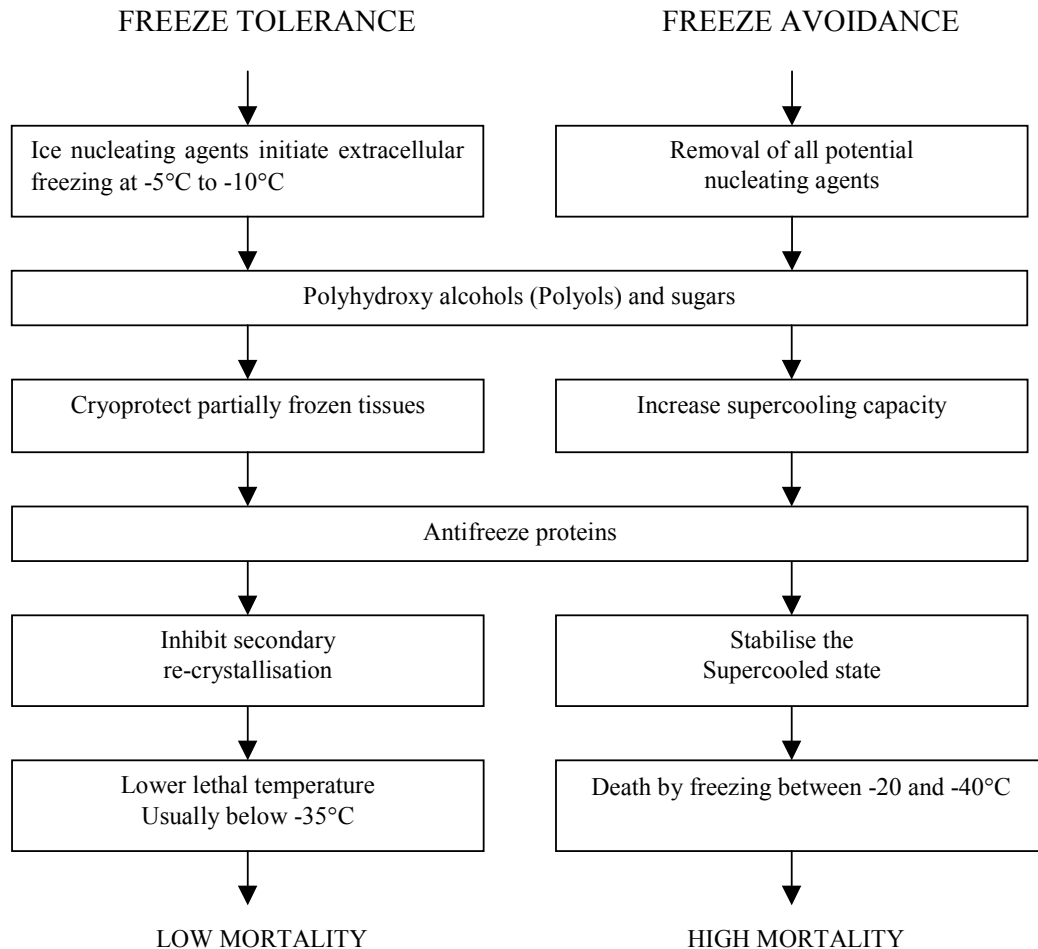 FREEZE TOLERANCE
FREEZE AVOIDANCE
Ice nucleating agents initiate extracellular
freezing at -5°C to -10°C
Removal of all potential
nucleating agents
Polyhydroxy alcohols (Polyols) and sugars
Cryoprotect partially frozen tissues
Increase supercooling capacity
Antifreeze proteins
Inhibit secondary
re-crystallisation
Stabilise the
Supercooled state
Lower lethal temperature
Usually below -35°C
Death by freezing between -20 and -40°C
LOW MORTALITY
HIGH MORTALITY